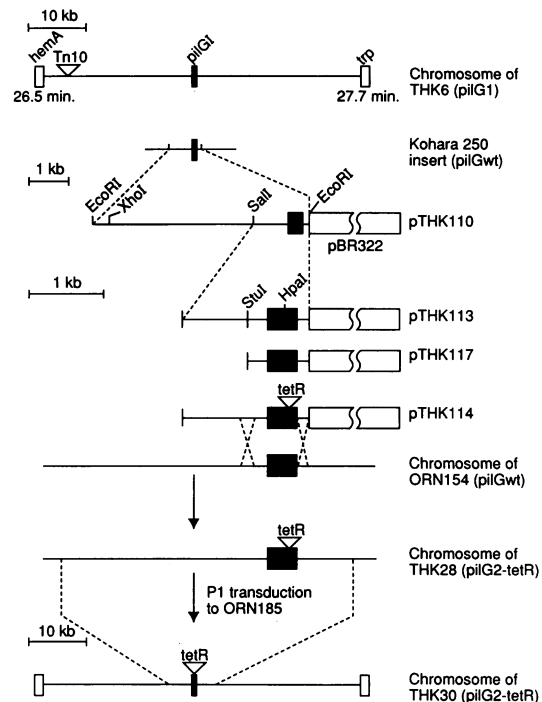 10 kb
hemA
Tn10
pilGI
trp
26.5 min.
27.7 min.
Chromosome of
THK6 (pilG1)
Kohara 250
insert (pilGwt)
1 kb
EcoRI
XhoI
SalI
EcoRI
pTHK110
pBR322
1 kb
StuI
HpaI
pTHK113
pTHK117
tetR
pTHK114
Chromosome of
ORN154 (pilGwt)
tetR
Chromosome of
THK28 (pilG2-tetR)
P1 transduction
to ORN185
10 kb
tetR
Chromosome of
THK30 (pilG2-tetR)